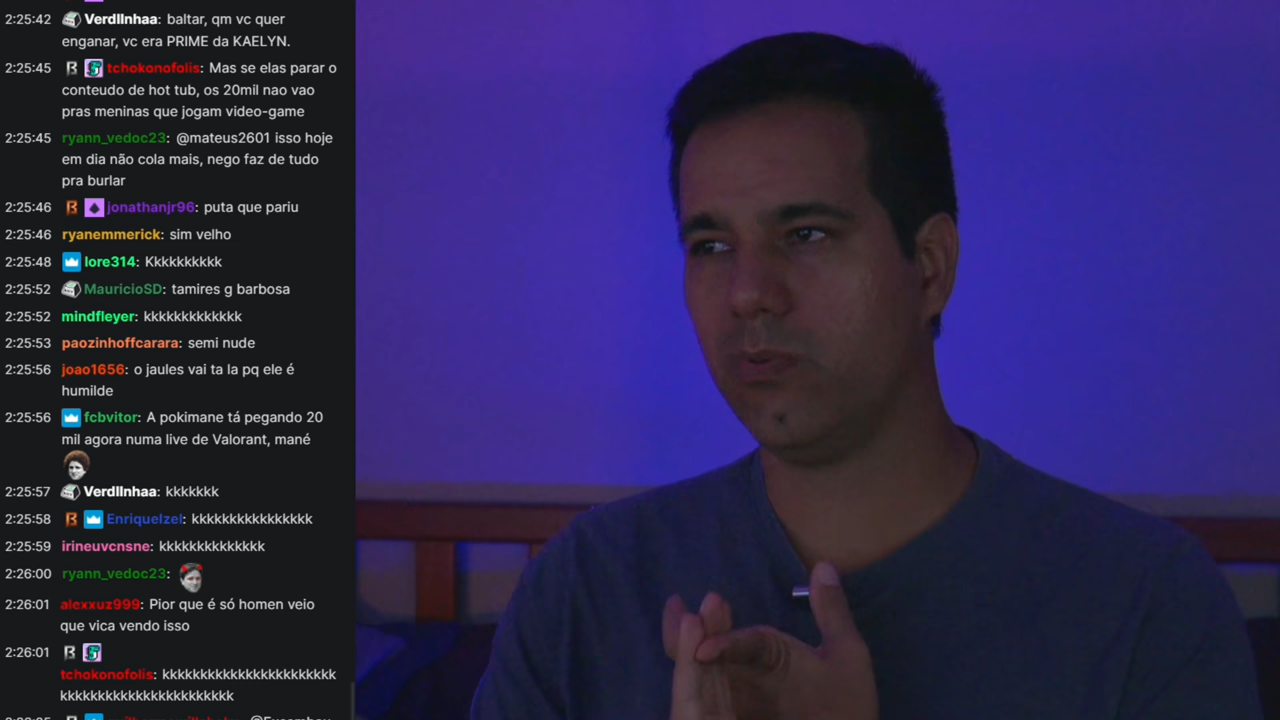 2:25:42 VerdlInhaa: baltar, qm vc quer
enganar, vc era PRIME da KAELYN.
2:25:45 tchokonofolis: Mas se elas parar o
conteudo de hot tub, os 20mil nao vao
pras meninas que jogam video-game
2:25:45 ryann_vedoc23: @mateus2601 isso hoje
em dia não cola mais, nego faz de tudo
pra burlar
2:25:46 jonathanjr96: puta que pariu
2:25:46 ryanemmerick: sim velho
2:25:48 lore314: Kkkkkkkkkk
2:25:52 MauricioSD: tamires g barbosa
2:25:52 mindfleyer: kkkkkkkkkkkkk
2:25:53 paozinhoffcarara: semi nude
2:25:56 joao1656: o jaules vai ta la pq ele é
humilde
2:25:56 fcbvitor: A pokimane tá pegando 20
mil agora numa live de Valorant, mané
2:25:57 VerdlInhaa: kkkkkkk
2:25:58 EnriqueIzel: kkkkkkkkkkkkkkkk
2:25:59 irineuvcnsne: kkkkkkkkkkkkkk
2:26:00 ryann_vedoc23:
2:26:01 alexxuz999: Pior que é só homen veio
que vica vendo isso
2:26:01
tchokonofolis: kkkkkkkkkkkkkkkkkkkkkkk
kkkkkkkkkkkkkkkkkkkkkkk